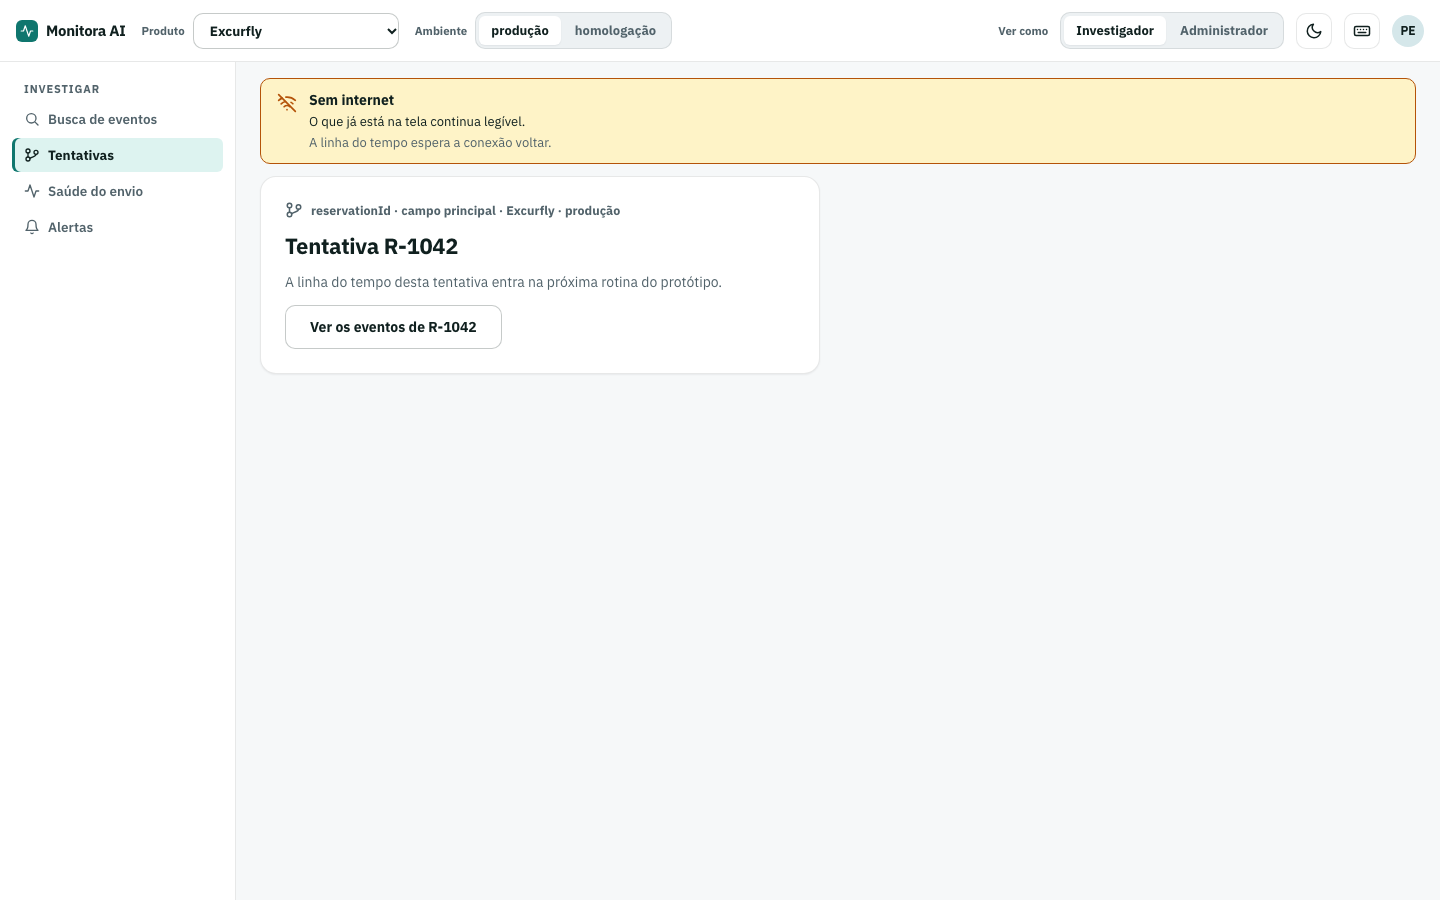 Monitora AI
Produto
Excurfly
Ambiente
produção
homologação
Ver como
Investigador
Administrador
PE
INVESTIGAR
Busca de eventos
Tentativas
Saúde do envio
Alertas
Sem internet
O que já está na tela continua legível.
A linha do tempo espera a conexão voltar.
reservationId · campo principal · Excurfly · produção
Tentativa R-1042
A linha do tempo desta tentativa entra na próxima rotina do protótipo.
Ver os eventos de R-1042